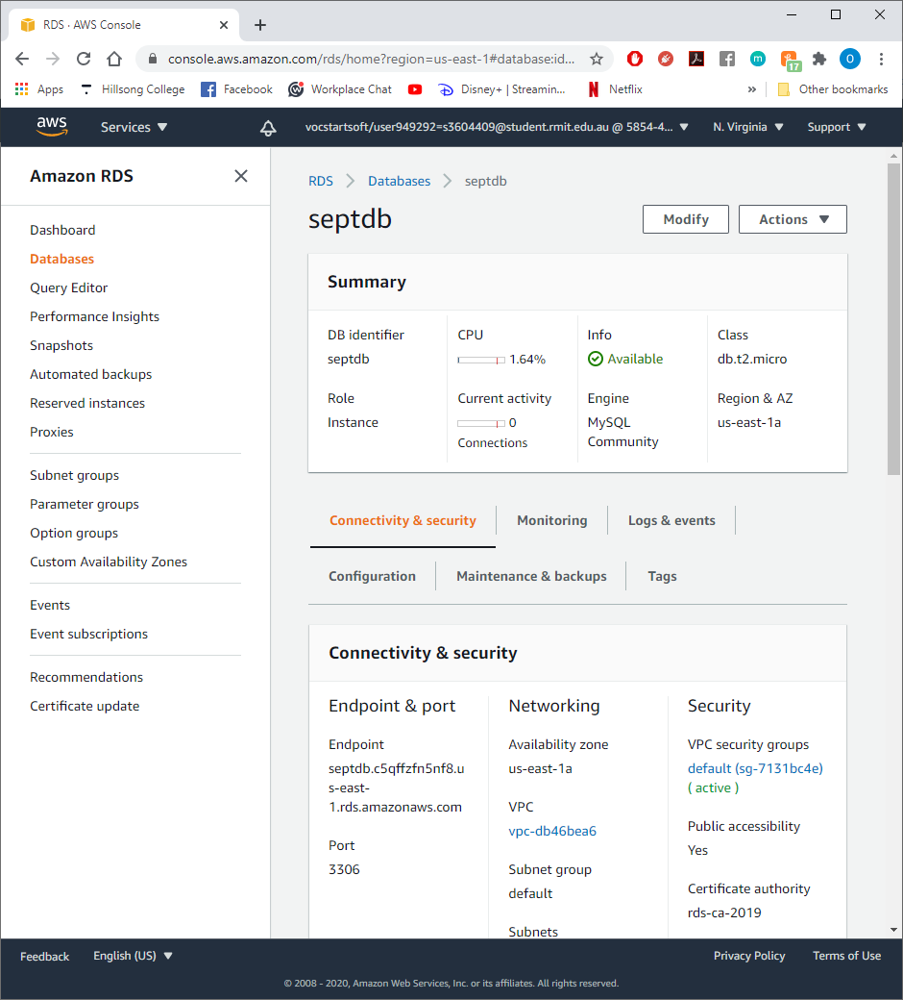 RDS · AWS Console
console.aws.amazon.com/rds/home?region=us-east-1#database:id...
17
O
Apps
Hillsong College
Facebook
Workplace Chat
Disney+ | Streamin...
Netflix
»
Other bookmarks
aws
Services
vocstartsoft/user949292=s3604409@student.rmit.edu.au @ 5854-4...
N. Virginia
Support
Amazon RDS
Dashboard
Databases
Query Editor
Performance Insights
Snapshots
Automated backups
Reserved instances
Proxies
Subnet groups
Parameter groups
Option groups
Custom Availability Zones
Events
Event subscriptions
Recommendations
Certificate update
RDS
Databases
septdb
septdb
Modify
Actions
Summary
DB identifier
septdb
CPU
1.64%
Info
Available
Class
db.t2.micro
Role
Instance
Current activity
0
Connections
Engine
MySQL
Community
Region & AZ
us-east-1a
Connectivity & security
Monitoring
Logs & events
Configuration
Maintenance & backups
Tags
Connectivity & security
Endpoint & port
Endpoint
septdb.c5qffzfn5nf8.u
s-east-
1.rds.amazonaws.com
Port
3306
Networking
Availability zone
us-east-1a
VPC
vpc-db46bea6
Subnet group
default
Subnets
Security
VPC security groups
default (sg-7131bc4e)
( active )
Public accessibility
Yes
Certificate authority
rds-ca-2019
Feedback
English (US)
Privacy Policy
Terms of Use
© 2008 - 2020, Amazon Web Services, Inc. or its affiliates. All rights reserved.